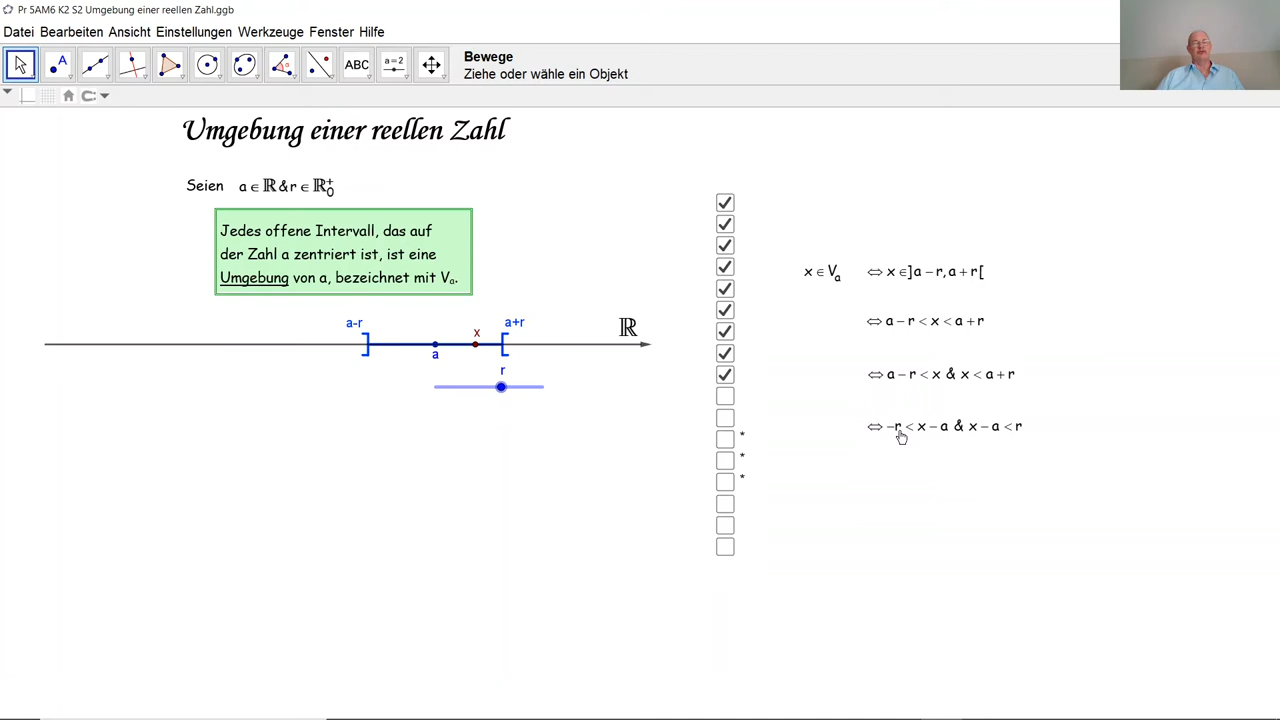 Pr 5AM6 K2 S2 Umgebung einer reellen Zahl.ggb
Datei Bearbeiten Ansicht Einstellungen Werkzeuge Fenster Hilfe
A
ABC
a=2
Bewege
Ziehe oder wähle ein Objekt
Umgebung einer reellen Zahl
Seien a ∈ ℝ & r ∈ ℝ₀⁺
Jedes offene Intervall, das auf
der Zahl a zentriert ist, ist eine
Umgebung von a, bezeichnet mit Vₐ.
a-r
x
a+r
ℝ
a
r
*
*
*
x ∈ Vₐ ⇔ x ∈ ]a − r, a + r[
⇔ a − r < x < a + r
⇔ a − r < x & x < a + r
⇔ −r < x − a & x − a < r